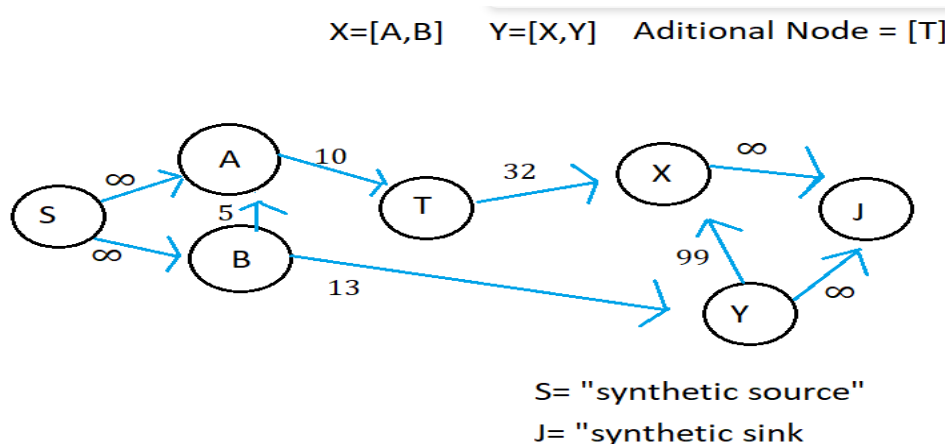 X=[A,B] Y=[X,Y] Aditional Node = [T]
∞ A 10 32 X ∞
S 5 T J
∞ B 13 99 Y ∞
S= "synthetic source"
J= "synthetic sink